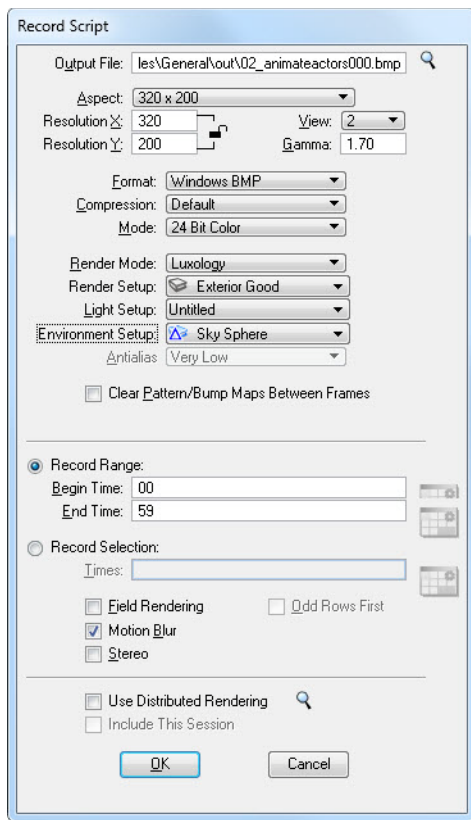 Record Script
Output File: les\General\out\02_animateactors000.bmp
Aspect: 320 x 200
Resolution X: 320 View: 2
Resolution Y: 200 Gamma: 1.70
Format: Windows BMP
Compression: Default
Mode: 24 Bit Color
Render Mode: Luxology
Render Setup: Exterior Good
Light Setup: Untitled
Environment Setup: Sky Sphere
Antialias Very Low
Clear Pattern/Bump Maps Between Frames
Record Range:
Begin Time: 00
End Time: 59
Record Selection:
Times:
Field Rendering Odd Rows First
Motion Blur
Stereo
Use Distributed Rendering
Include This Session
OK Cancel